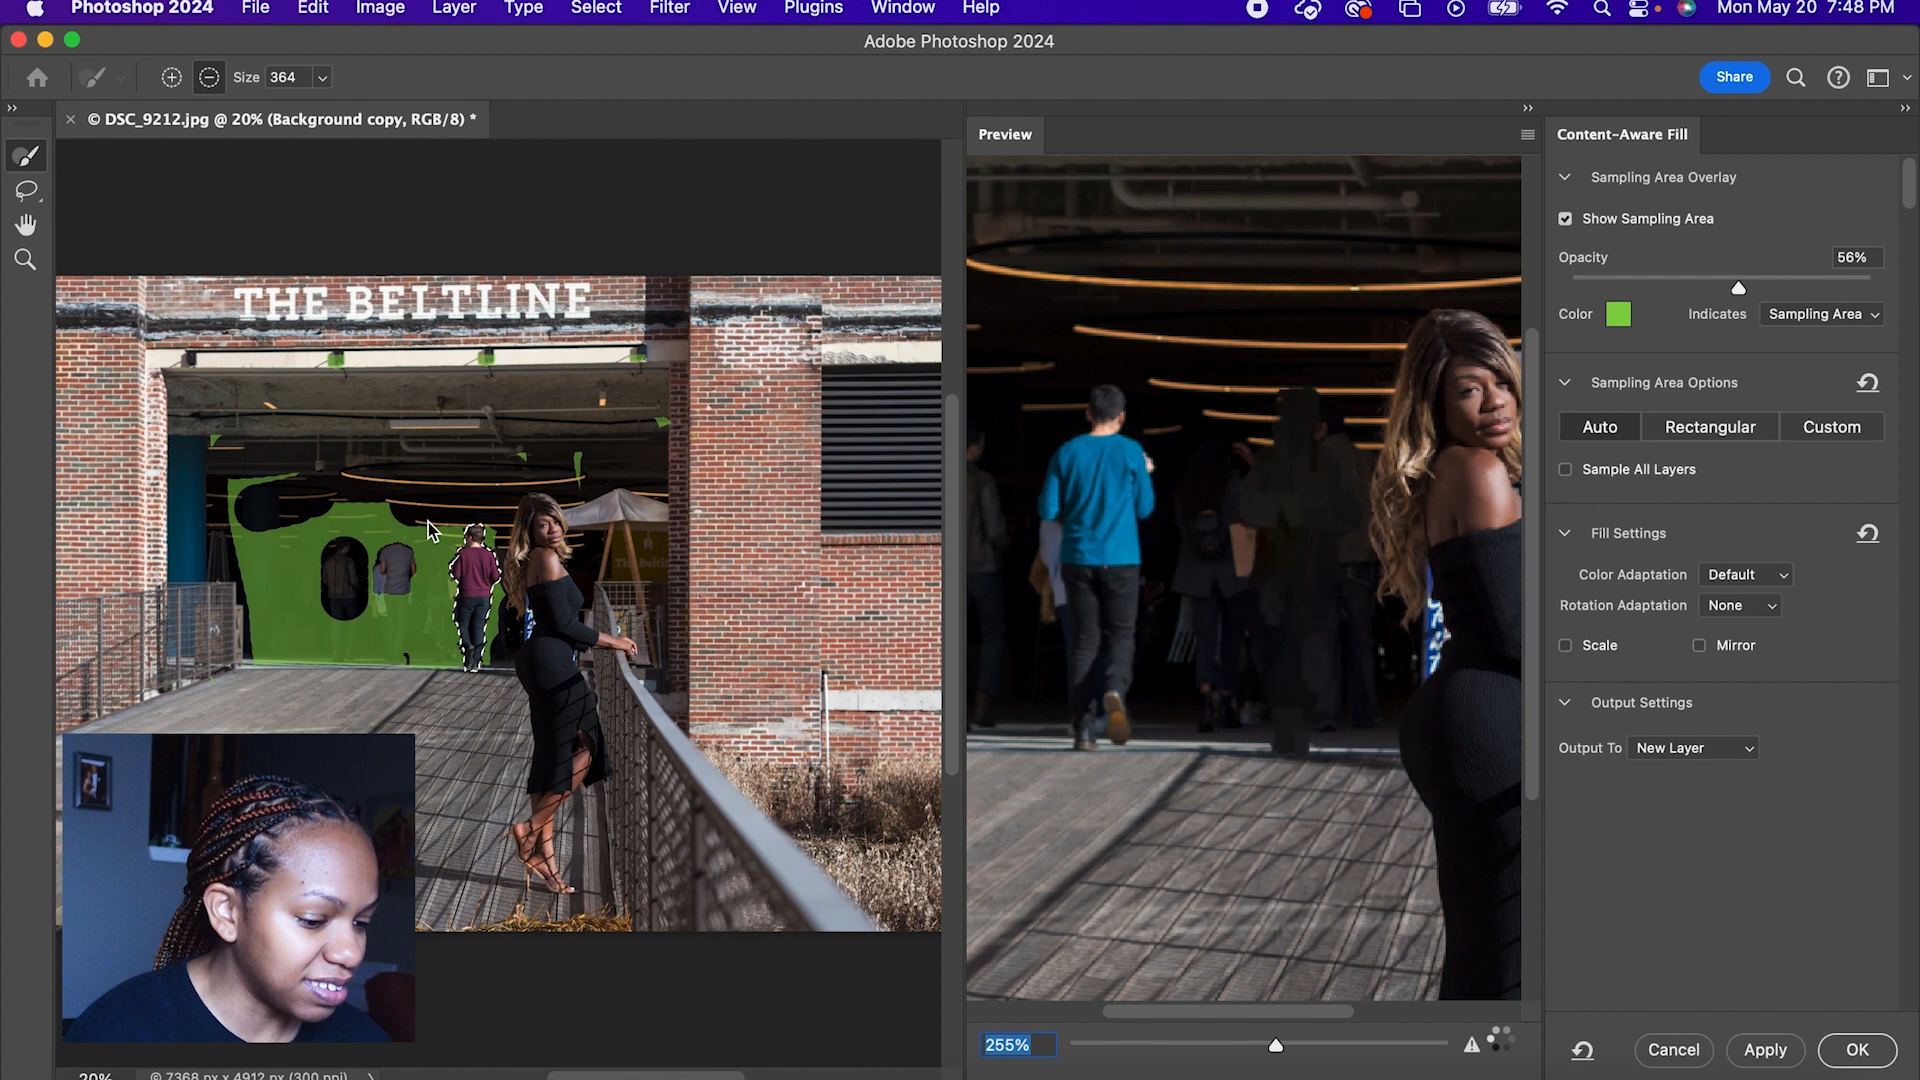 Photoshop 2024 File Edit Image Layer Type Select Filter View Plugins Window Help Mon May 20 7:48 PM
Adobe Photoshop 2024
Size 364 Share
× © DSC_9212.jpg @ 20% (Background copy, RGB/8) *
Preview
Content-Aware Fill
Sampling Area Overlay
Show Sampling Area
Opacity 56%
Color Indicates Sampling Area
Sampling Area Options
Auto Rectangular Custom
Sample All Layers
Fill Settings
Color Adaptation Default
Rotation Adaptation None
Scale Mirror
Output Settings
Output To New Layer
Cancel Apply OK
THE BELTLINE
255%
20% © 7368 px x 4912 px (300 ppi)